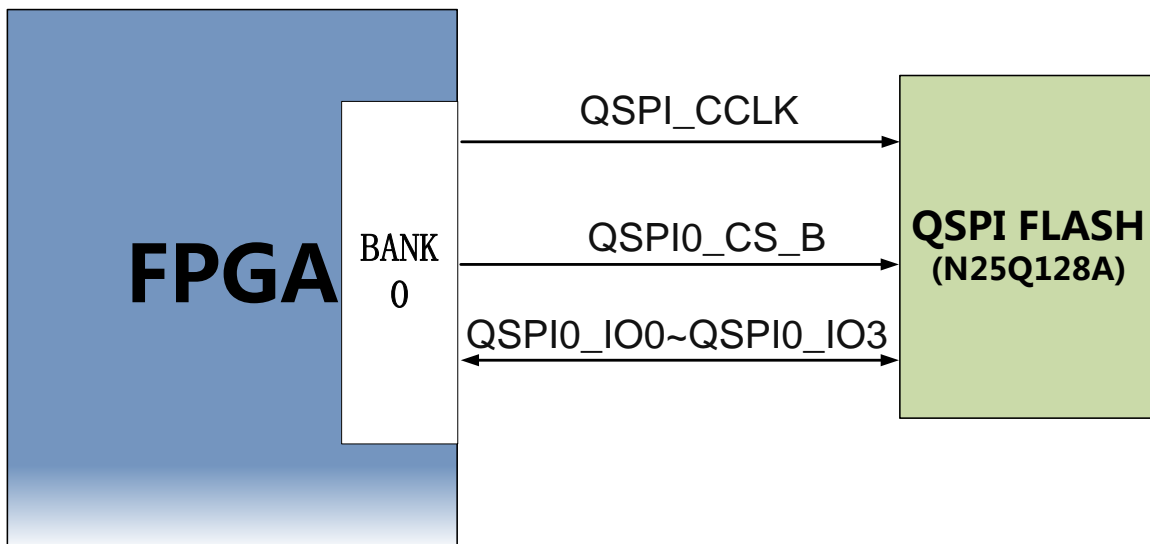 FPGA
BANK
0
QSPI_CCLK
QSPI0_CS_B
QSPI0_IO0~QSPI0_IO3
QSPI FLASH
(N25Q128A)